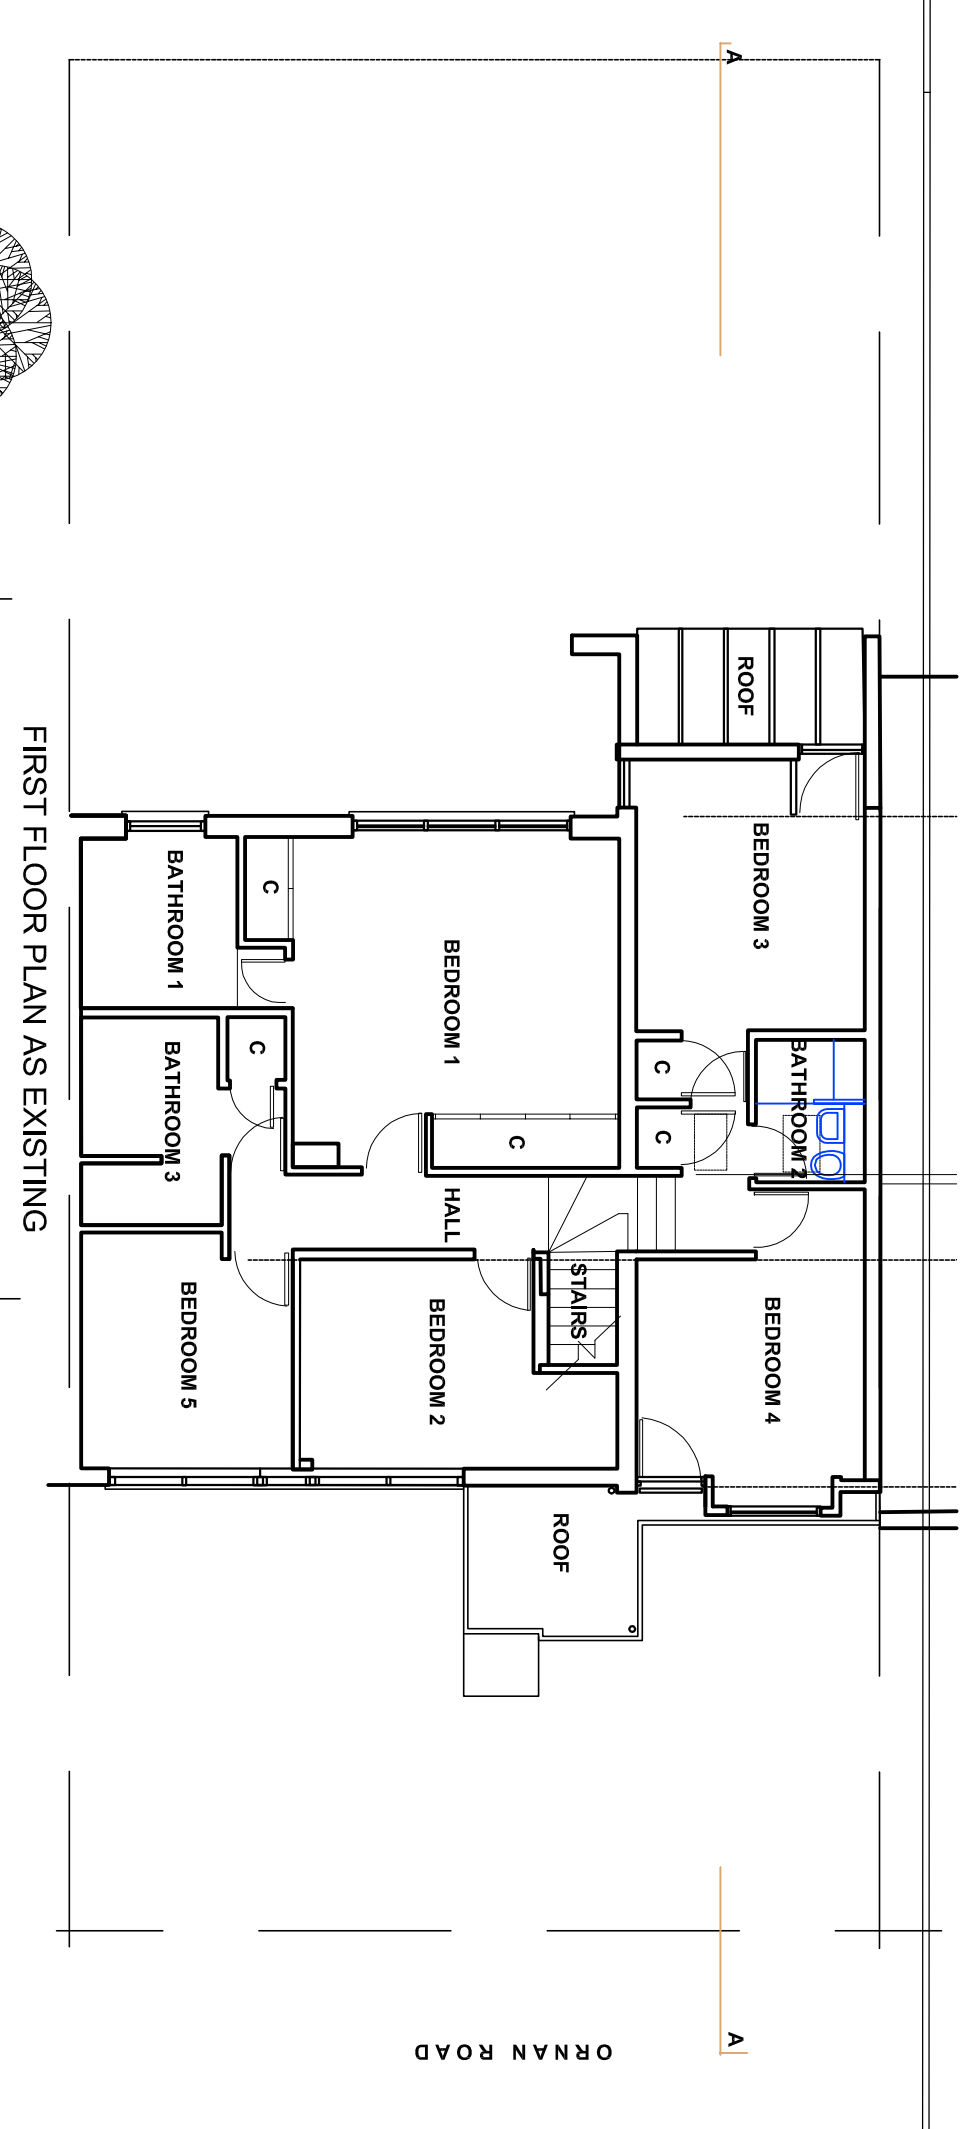 A
ROOF
BEDROOM 3
BATHROOM 1
C
BEDROOM 1
C
BATHROOM 3
C
C
C
BATHROOM 2
HALL
STAIRS
BEDROOM 5
BEDROOM 2
BEDROOM 4
ROOF
FIRST FLOOR PLAN AS EXISTING
A
ORNAN ROAD